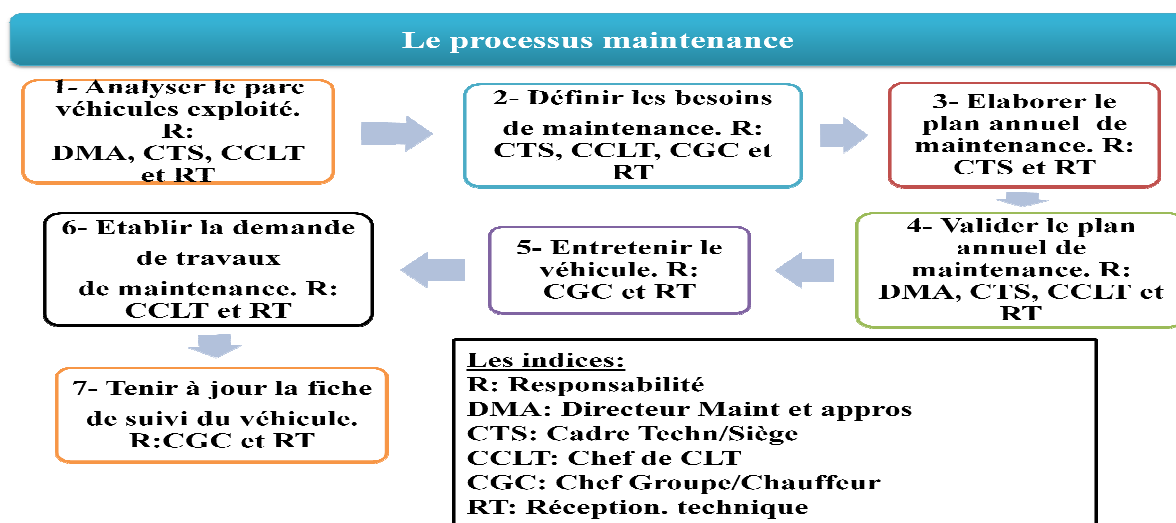 Le processus maintenance
1- Analyser le parc
véhicules exploité.
R:
DMA, CTS, CCLT
et RT
2- Définir les besoins
de maintenance. R:
CTS, CCLT, CGC et
RT
3- Elaborer le
plan annuel de
maintenance. R:
CTS et RT
4- Valider le plan
annuel de
maintenance. R:
DMA, CTS, CCLT et
RT
5- Entretenir le
véhicule. R:
CGC et RT
6- Etablir la demande
de travaux
de maintenance. R:
CCLT et RT
7- Tenir à jour la fiche
de suivi du véhicule.
R:CGC et RT
Les indices:
R: Responsabilité
DMA: Directeur Maint et appros
CTS: Cadre Techn/Siège
CCLT: Chef de CLT
CGC: Chef Groupe/Chauffeur
RT: Réception. technique